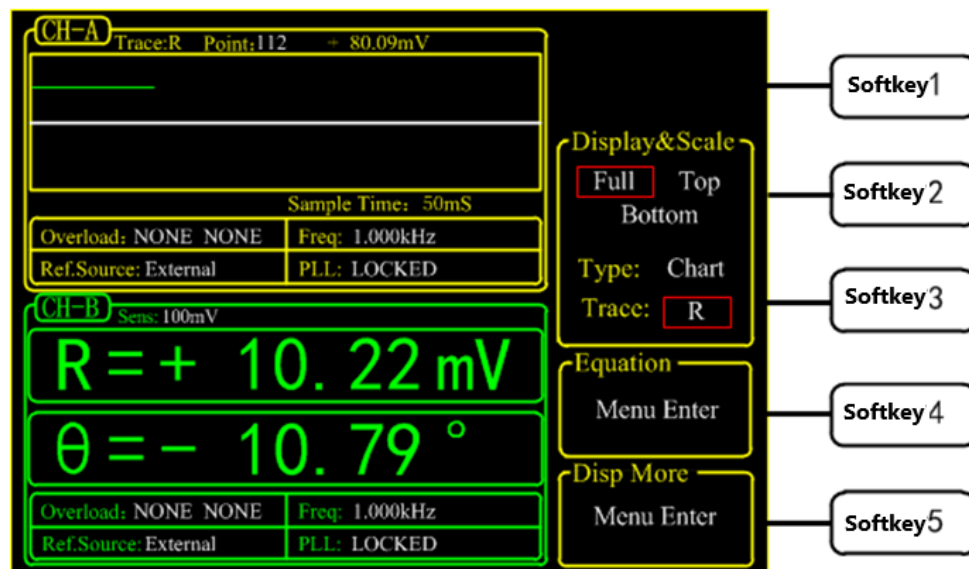 CH-A Trace:R Point:112 + 80.09mV
Sample Time: 50mS
Overload: NONE NONE Freq: 1.000kHz
Ref.Source: External PLL: LOCKED
CH-B Sens:100mV
R=+ 10.22mV
θ=- 10.79°
Overload: NONE NONE Freq: 1.000kHz
Ref.Source: External PLL: LOCKED
Display&Scale
Full Top
Bottom
Type: Chart
Trace: R
Equation
Menu Enter
Disp More
Menu Enter
Softkey1
Softkey2
Softkey3
Softkey4
Softkey5